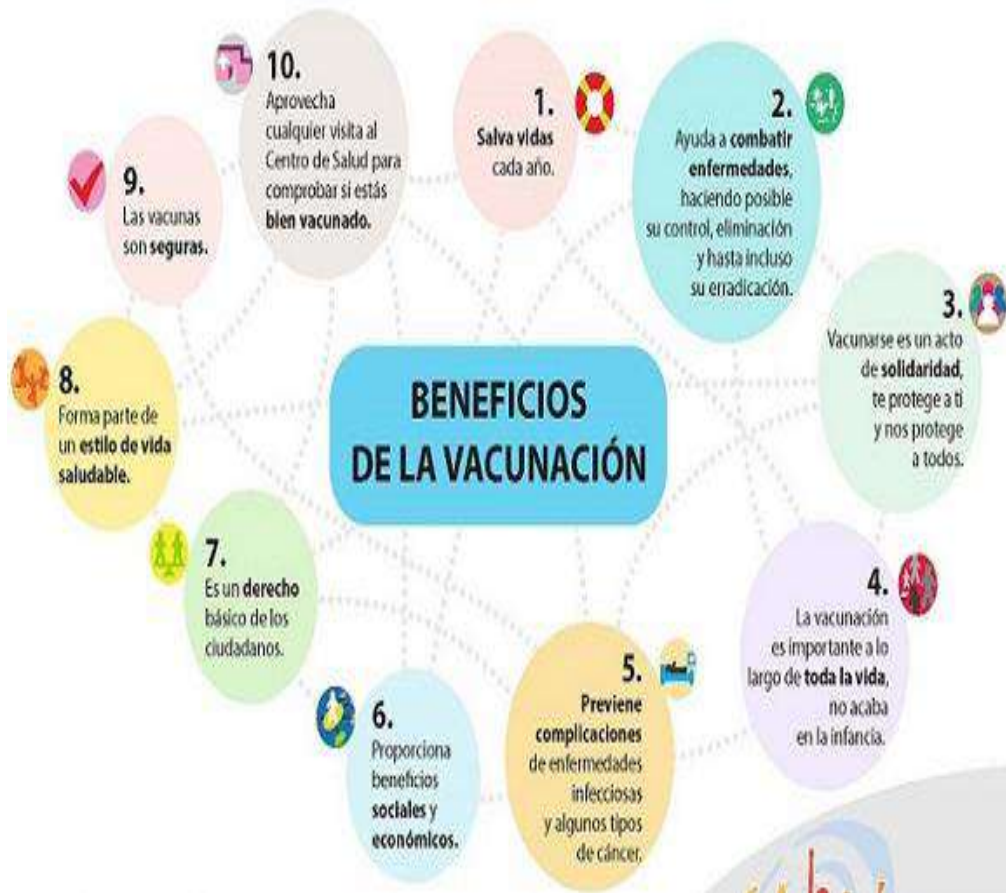 BENEFICIOS
DE LA VACUNACIÓN
1.
Salva vidas
cada año.
2.
Ayuda a combatir
enfermedades,
haciendo posible
su control, eliminación
y hasta incluso
su erradicación.
3.
Vacunarse es un acto
de solidaridad,
te protege a ti
y nos protege
a todos.
4.
La vacunación
es importante a lo
largo de toda la vida,
no acaba
en la infancia.
5.
Previene
complicaciones
de enfermedades
infecciosas
y algunos tipos
de cáncer.
6.
Proporciona
beneficios
sociales y
económicos.
7.
Es un derecho
básico de los
ciudadanos.
8.
Forma parte de
un estilo de vida
saludable.
9.
Las vacunas
son seguras.
10.
Aprovecha
cualquier visita al
Centro de Salud para
comprobar si estás
bien vacunado.